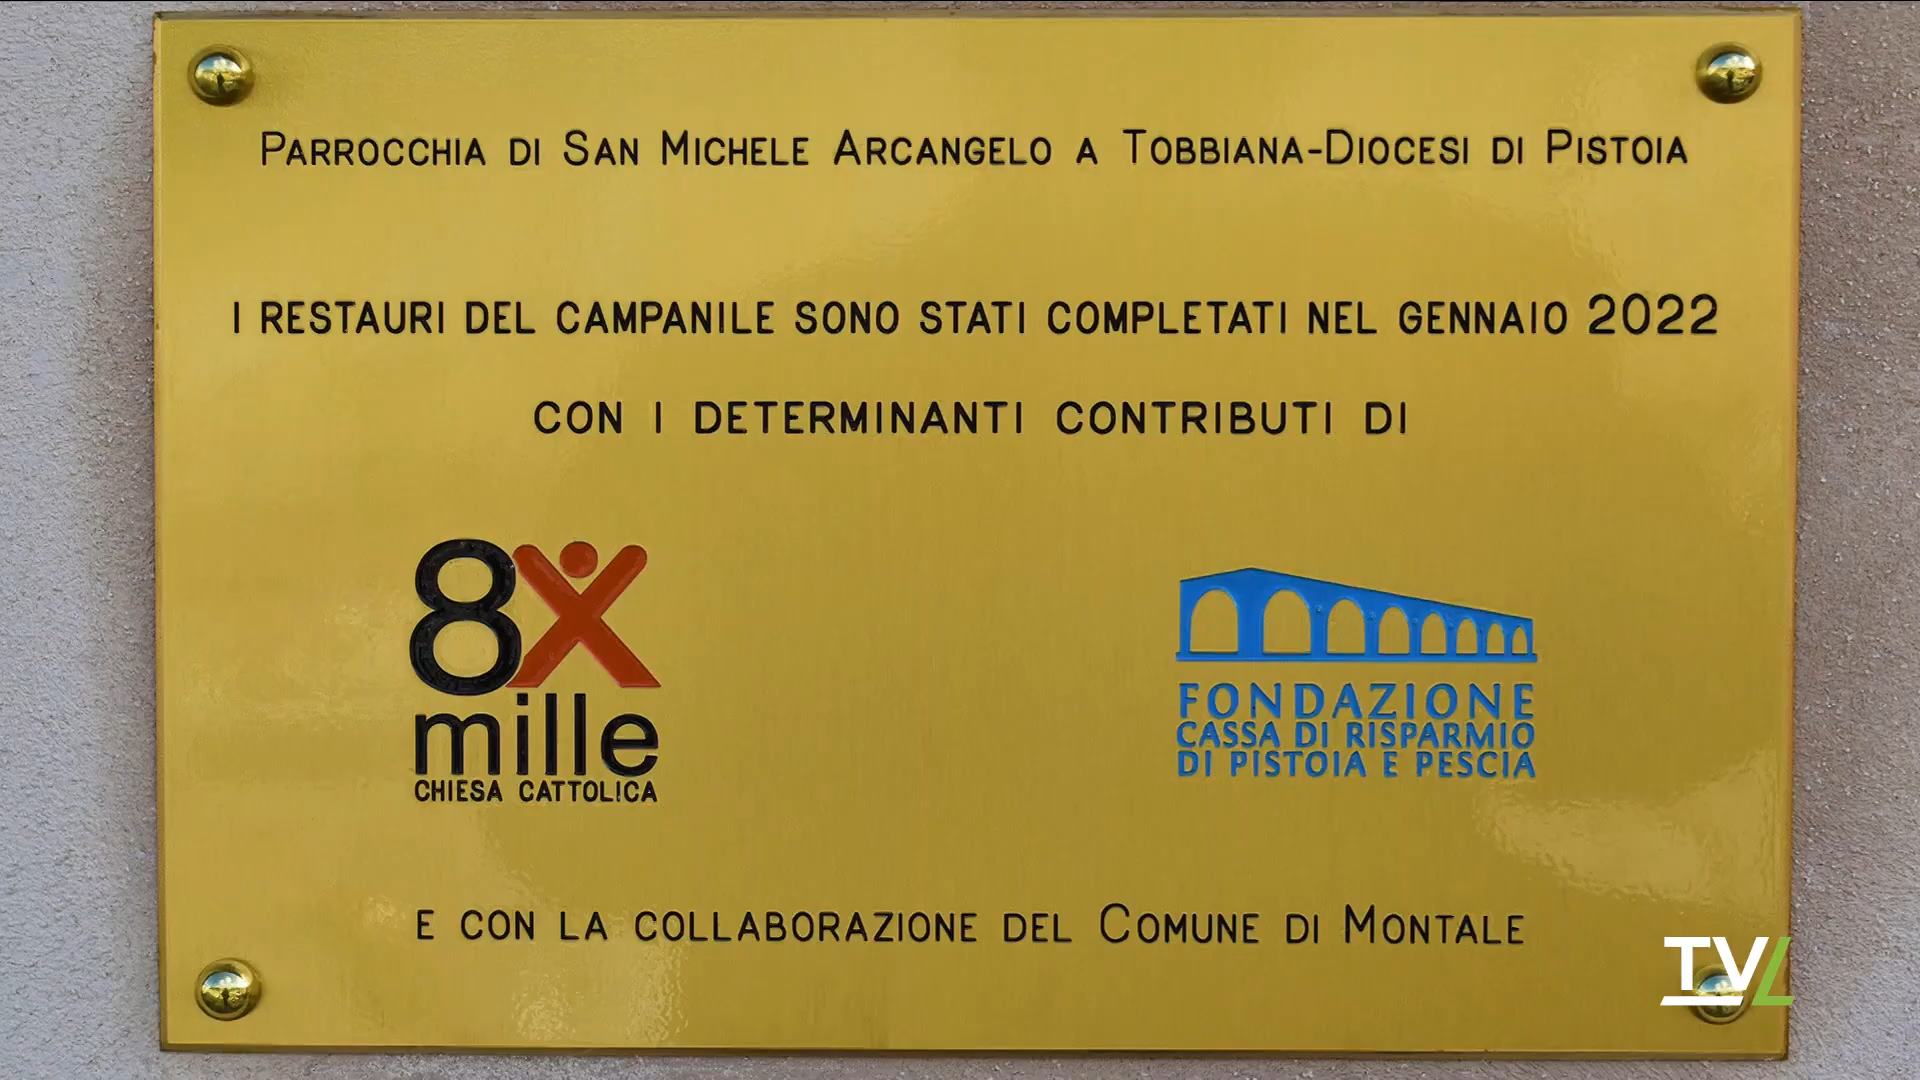 PARROCCHIA DI SAN MICHELE ARCANGELO A TOBBIANA-DIOCESI DI PISTOIA
I RESTAURI DEL CAMPANILE SONO STATI COMPLETATI NEL GENNAIO 2022
CON I DETERMINANTI CONTRIBUTI DI
8X
mille
CHIESA CATTOLICA
FONDAZIONE
CASSA DI RISPARMIO
DI PISTOIA E PESCIA
E CON LA COLLABORAZIONE DEL COMUNE DI MONTALE
TVL